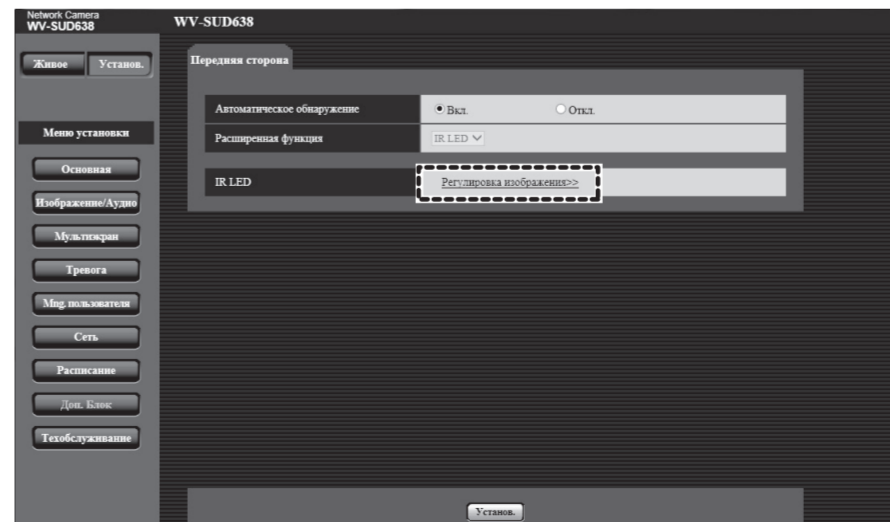 Network Camera
WV-SUD638
WV-SUD638
Живое
Установ.
Передняя сторона
Автоматическое обнаружение
Вкл.
Откл.
Расширенная функция
IR LED
IR LED
Регулировка изображения>>
Меню установки
Основная
Изображение/Аудио
Мультиэкран
Тревога
Mng. пользователя
Сеть
Расписание
Доп. Блок
Техобслуживание
Установ.